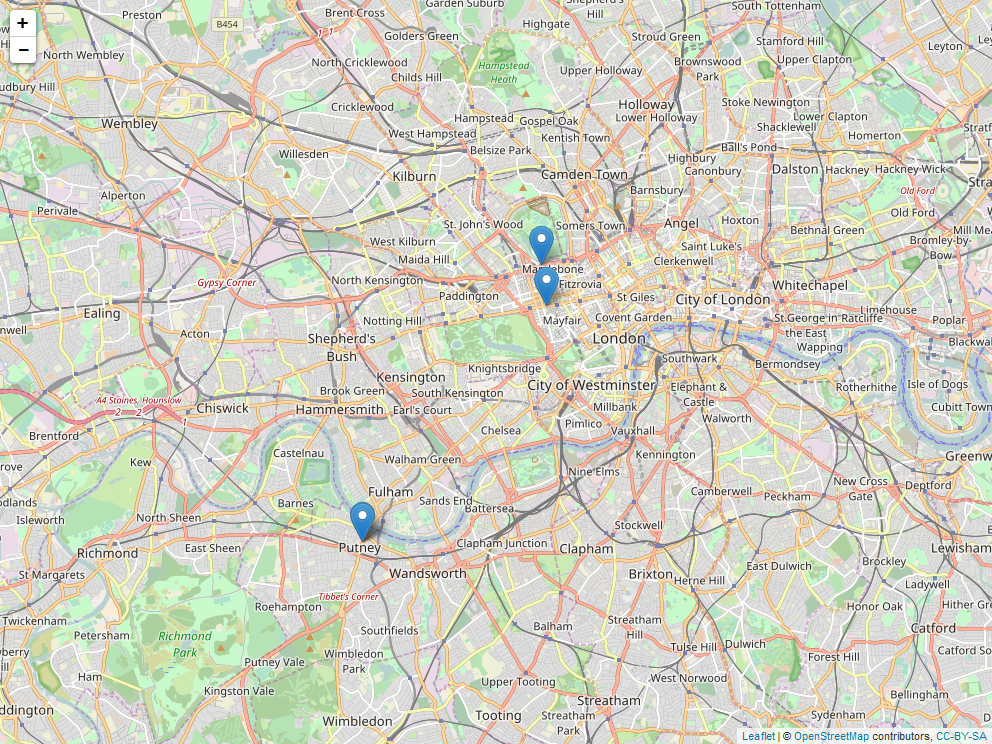 Preston
Brent Cross
Garden Suburb
Shepherd's
Hill
South Tottenham
+
B454
1 1
Highgate
Golders Green
Stroud Green
Stamford Hill
Leyton
North Wembley
−
North Cricklewood
Hampstead
Heath
Upper Holloway
Brownswood
Park
Upper Clapton
Childs Hill
Sudbury Hill
Cricklewood
Holloway
Lower Holloway
Stoke Newington
Lower Clapton
Wembley
Hampstead
Gospel Oak
Shacklewell
West Hampstead
Kentish Town
Homerton
Willesden
Belsize Park
Highbury
Ball's Pond
Canonbury
Dalston
Hackney
Hackney Wick
Kilburn
Camden Town
Alperton
Barnsbury
Old Ford
Perivale
St. John's Wood
Somers Town
Angel
Hoxton
Old Ford
Bethnal Green
Mill Mea
West Kilburn
Saint Luke's
Bromley-by-
Bow
Maida Hill
Clerkenwell
Marylebone
Gypsy Corner
North Kensington
Fitzrovia
Whitechapel
Paddington
St Giles
City of London
Ealing
Notting Hill
Mayfair
Covent Garden
St.George in
the East
Ratcliffe
Limehouse
Poplar
Acton
Shepherd's
Bush
London
Wapping
Blackwal
Southwark
Bermondsey
Knightsbridge
Kensington
South Kensington
City of Westminster
Elephant &
Castle
Rotherhithe
Isle of Dogs
Brook Green
A4 Staines, Hounslow
2 2
1
Chiswick
Hammersmith
Earl's Court
Millbank
Walworth
Cubitt Town
Pimlico
Brentford
Chelsea
Vauxhall
Castelnau
Walham Green
Kennington
Greenw
Kew
Nine Elms
New Cross
Gate
Deptford
Fulham
Sands End
Battersea
Camberwell
Peckham
Barnes
Isleworth
North Sheen
Stockwell
Richmond
East Sheen
Putney
Clapham Junction
Clapham
Lewisham
St Margarets
Wandsworth
Brixton
Herne Hill
East Dulwich
Brockley
Ladywell
Tibbet's Corner
Roehampton
Honor Oak
Hither Gre
Twickenham
Petersham
Richmond
Park
Southfields
Balham
Streatham
Hill
Tulse Hill
Dulwich
Catford
Catford So
Wimbledon
Park
Forest Hill
Putney Vale
Ham
Kingston Vale
Upper Tooting
West Norwood
Bellingham
Streatham
Wimbledon
Tooting
Streatham
Park
Sydenham
Leaflet | © OpenStreetMap contributors, CC-BY-SA